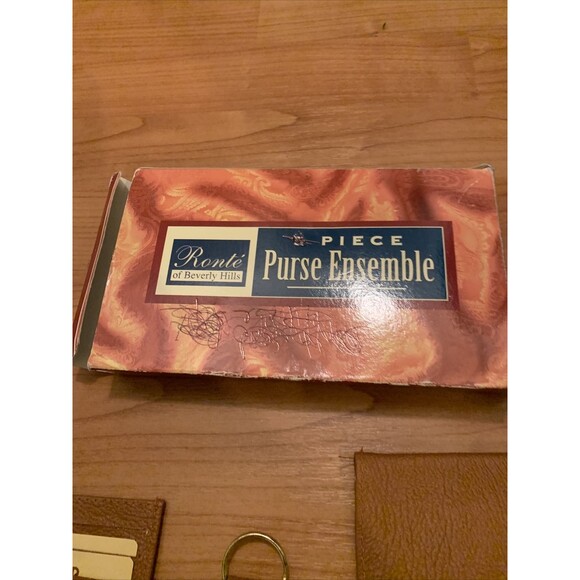 Ronté
of Beverly Hills
PIECE
Purse Ensemble